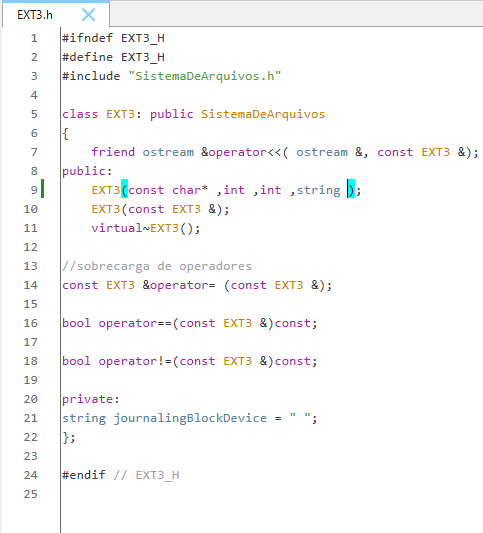 EXT3.h
1 #ifndef EXT3_H
2 #define EXT3_H
3 #include "SistemaDeArquivos.h"
4
5 class EXT3: public SistemaDeArquivos
6 {
7 friend ostream &operator<<( ostream &, const EXT3 &);
8 public:
9 EXT3(const char* ,int ,int ,string );
10 EXT3(const EXT3 &);
11 virtual~EXT3();
12
13 //sobrecarga de operadores
14 const EXT3 &operator= (const EXT3 &);
15
16 bool operator==(const EXT3 &)const;
17
18 bool operator!=(const EXT3 &)const;
19
20 private:
21 string journalingBlockDevice = " ";
22 };
23
24 #endif // EXT3_H
25